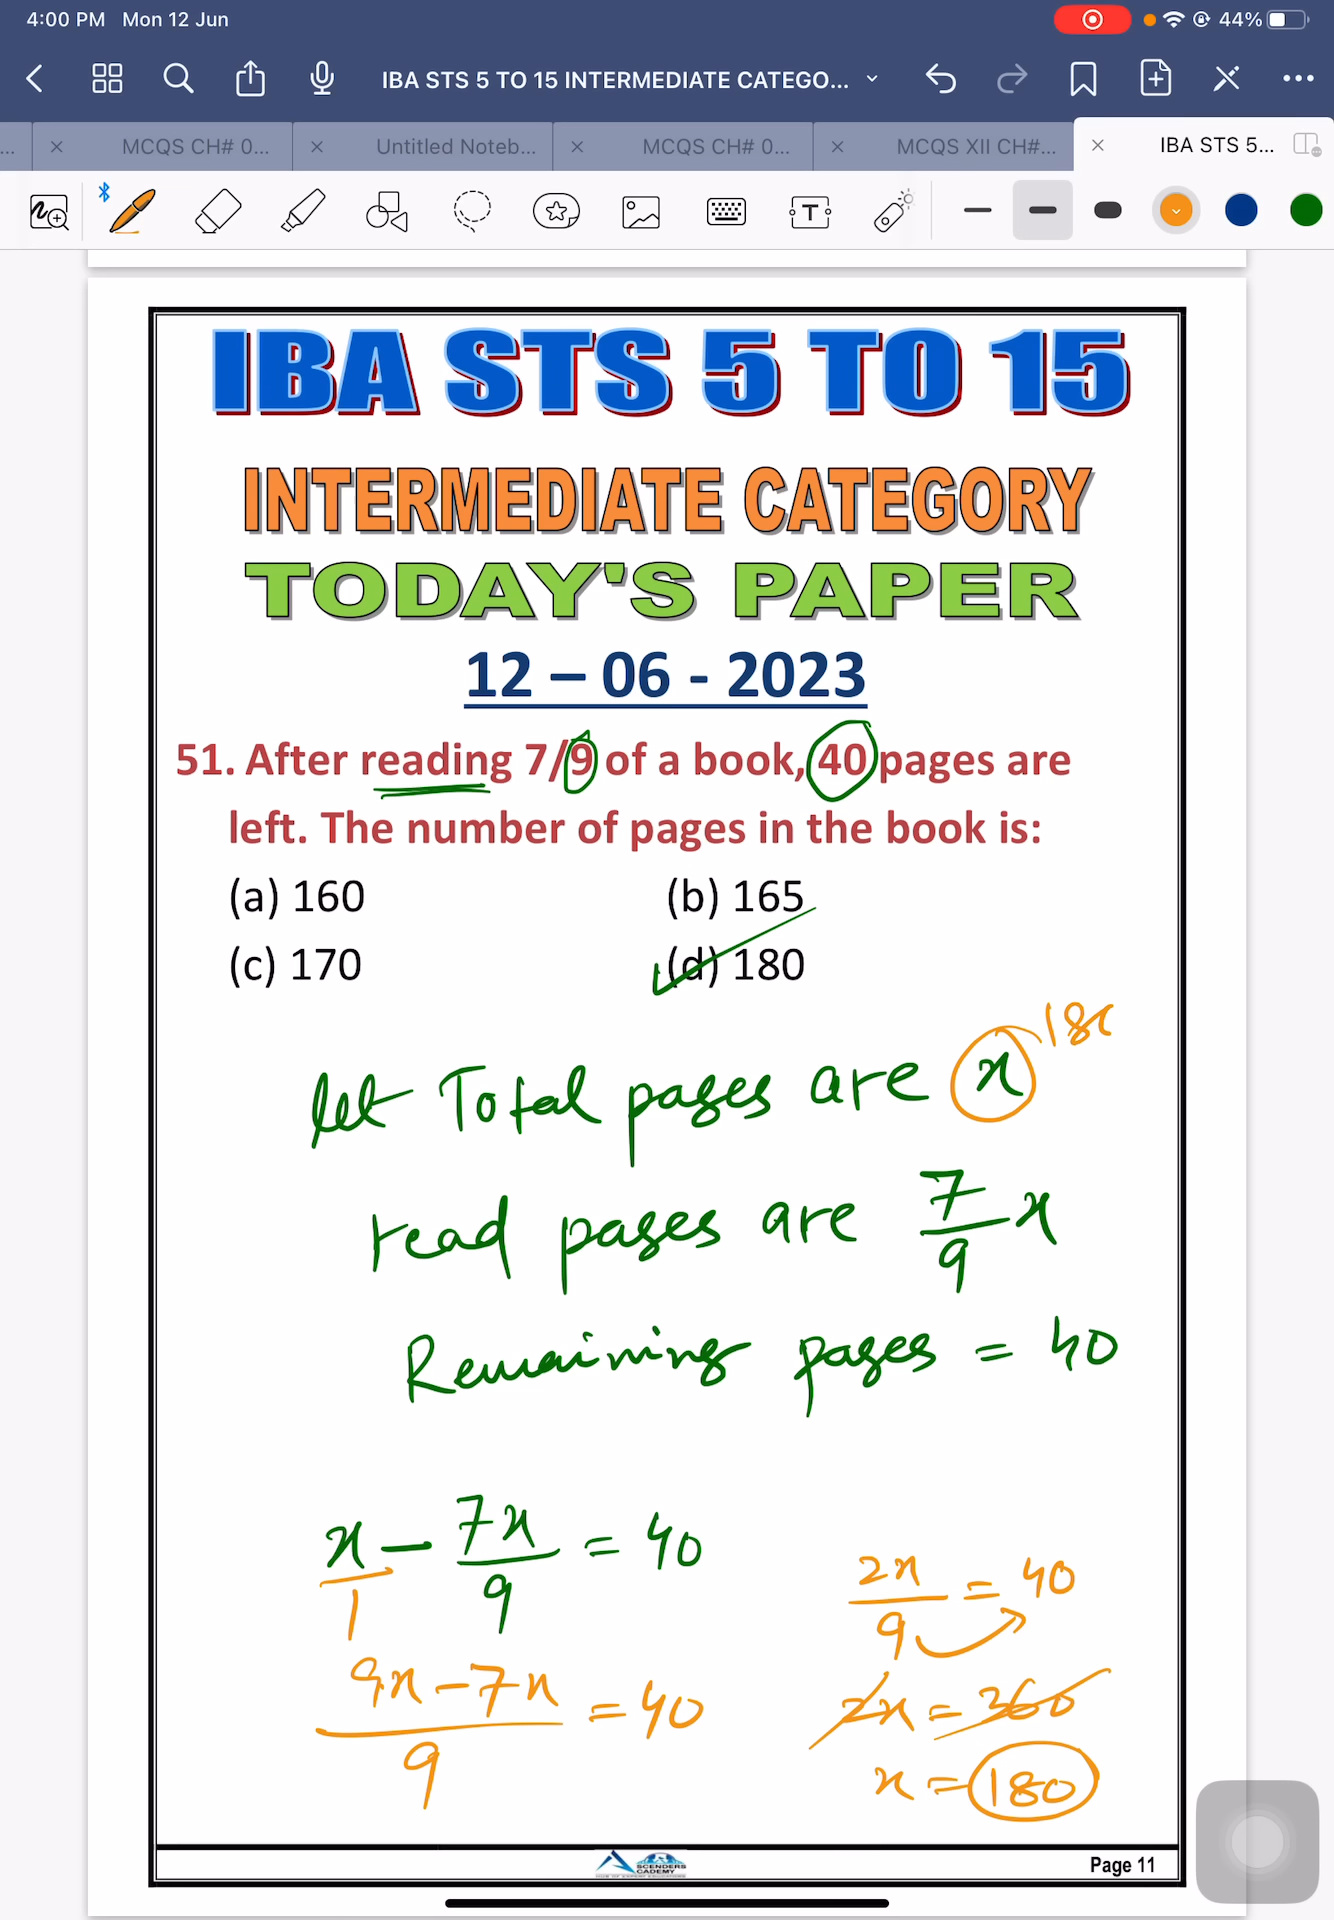 4:00 PM Mon 12 Jun 44%
IBA STS 5 TO 15 INTERMEDIATE CATEGO...
... MCQS CH# 0... Untitled Noteb... MCQS CH# 0... MCQS XII CH#... IBA STS 5...
IBA STS 5 TO 15
INTERMEDIATE CATEGORY
TODAY'S PAPER
12 – 06 - 2023
51. After reading 7/9 of a book, 40 pages are
left. The number of pages in the book is:
(a) 160 (b) 165
(c) 170 (d) 180
180
let Total pages are x
read pages are 7/9 x
Remaining pages = 40
x/1 - 7x/9 = 40
2x/9 = 40
9x-7x/9 = 40
2x = 360
x = 180
SCENDERS
CADEMY
Page 11